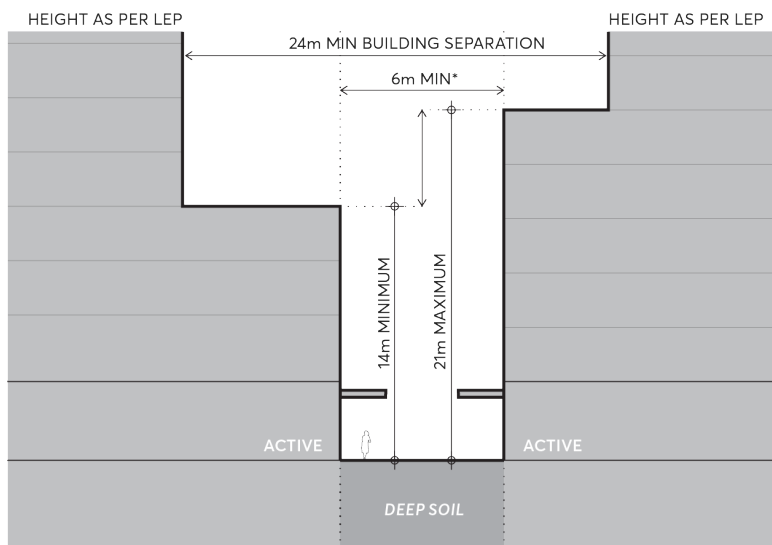 HEIGHT AS PER LEP
HEIGHT AS PER LEP
24m MIN BUILDING SEPARATION
6m MIN*
14m MINIMUM
21m MAXIMUM
ACTIVE
ACTIVE
DEEP SOIL